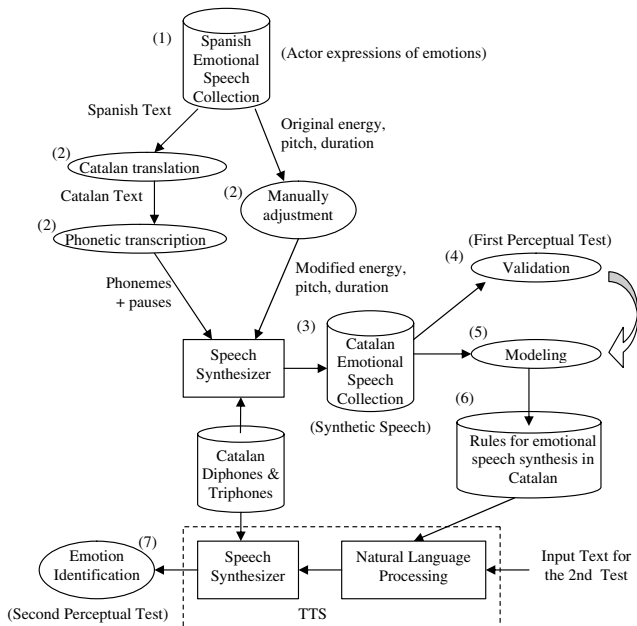 (1)
Spanish
Emotional
Speech
Collection
(Actor expressions of emotions)
Spanish Text
Original energy,
pitch, duration
(2)
Catalan translation
(2)
Manually
adjustment
Catalan Text
(2)
Phonetic transcription
Phonemes
+ pauses
Modified energy,
pitch, duration
(First Perceptual Test)
(4)
Validation
(3)
Catalan
Emotional
Speech
Collection
(Synthetic Speech)
(5)
Modeling
Speech
Synthesizer
(6)
Rules for emotional
speech synthesis in
Catalan
Catalan
Diphones &
Triphones
(7)
Emotion
Identification
(Second Perceptual Test)
Speech
Synthesizer
Natural Language
Processing
TTS
Input Text for
the 2nd Test